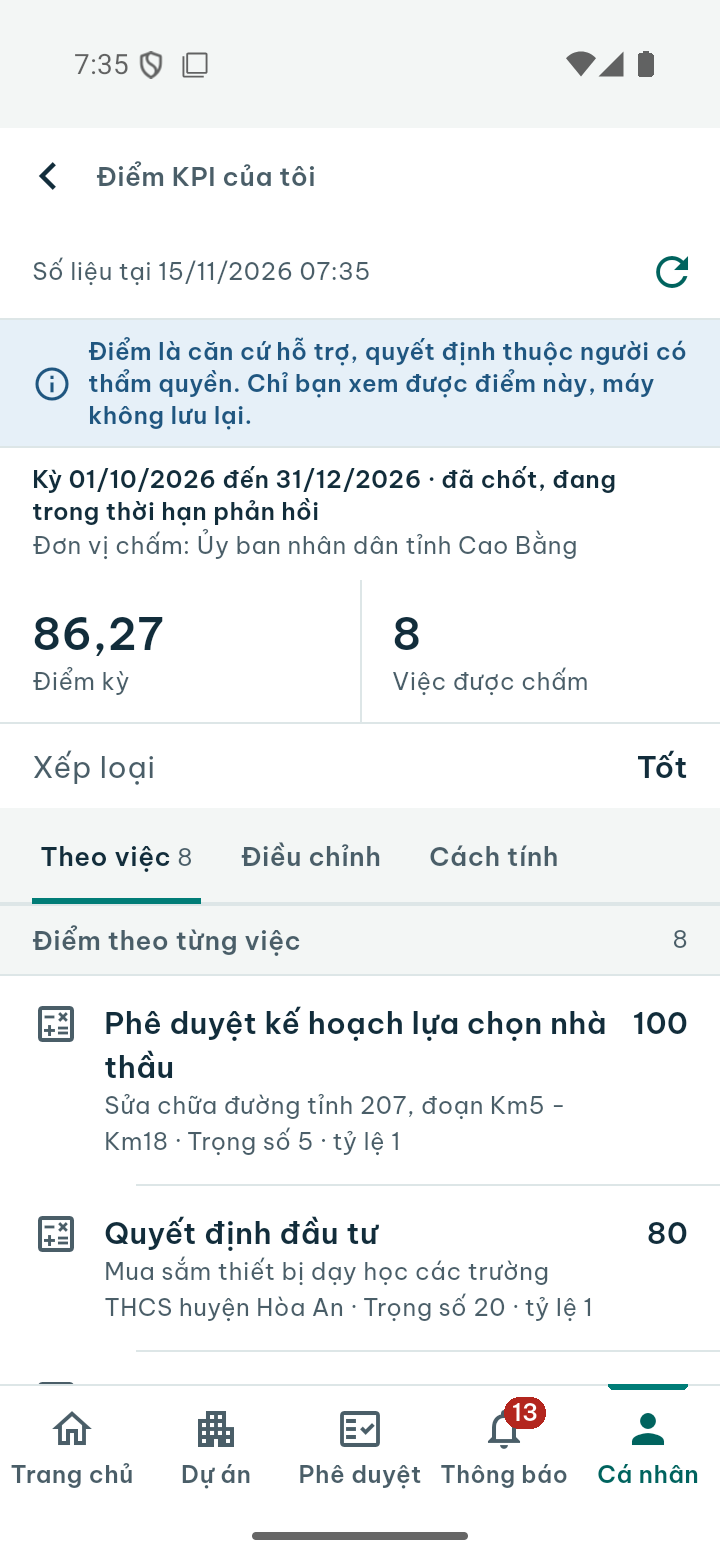 7:35
Điểm KPI của tôi
Số liệu tại 15/11/2026 07:35
Điểm là căn cứ hỗ trợ, quyết định thuộc người có
thẩm quyền. Chỉ bạn xem được điểm này, máy
không lưu lại.
Kỳ 01/10/2026 đến 31/12/2026 · đã chốt, đang
trong thời hạn phản hồi
Đơn vị chấm: Ủy ban nhân dân tỉnh Cao Bằng
86,27
Điểm kỳ
8
Việc được chấm
Xếp loại
Tốt
Theo việc 8
Điều chỉnh
Cách tính
Điểm theo từng việc
8
Phê duyệt kế hoạch lựa chọn nhà
thầu
100
Sửa chữa đường tỉnh 207, đoạn Km5 -
Km18 · Trọng số 5 · tỷ lệ 1
Quyết định đầu tư
80
Mua sắm thiết bị dạy học các trường
THCS huyện Hòa An · Trọng số 20 · tỷ lệ 1
13
Trang chủ
Dự án
Phê duyệt
Thông báo
Cá nhân